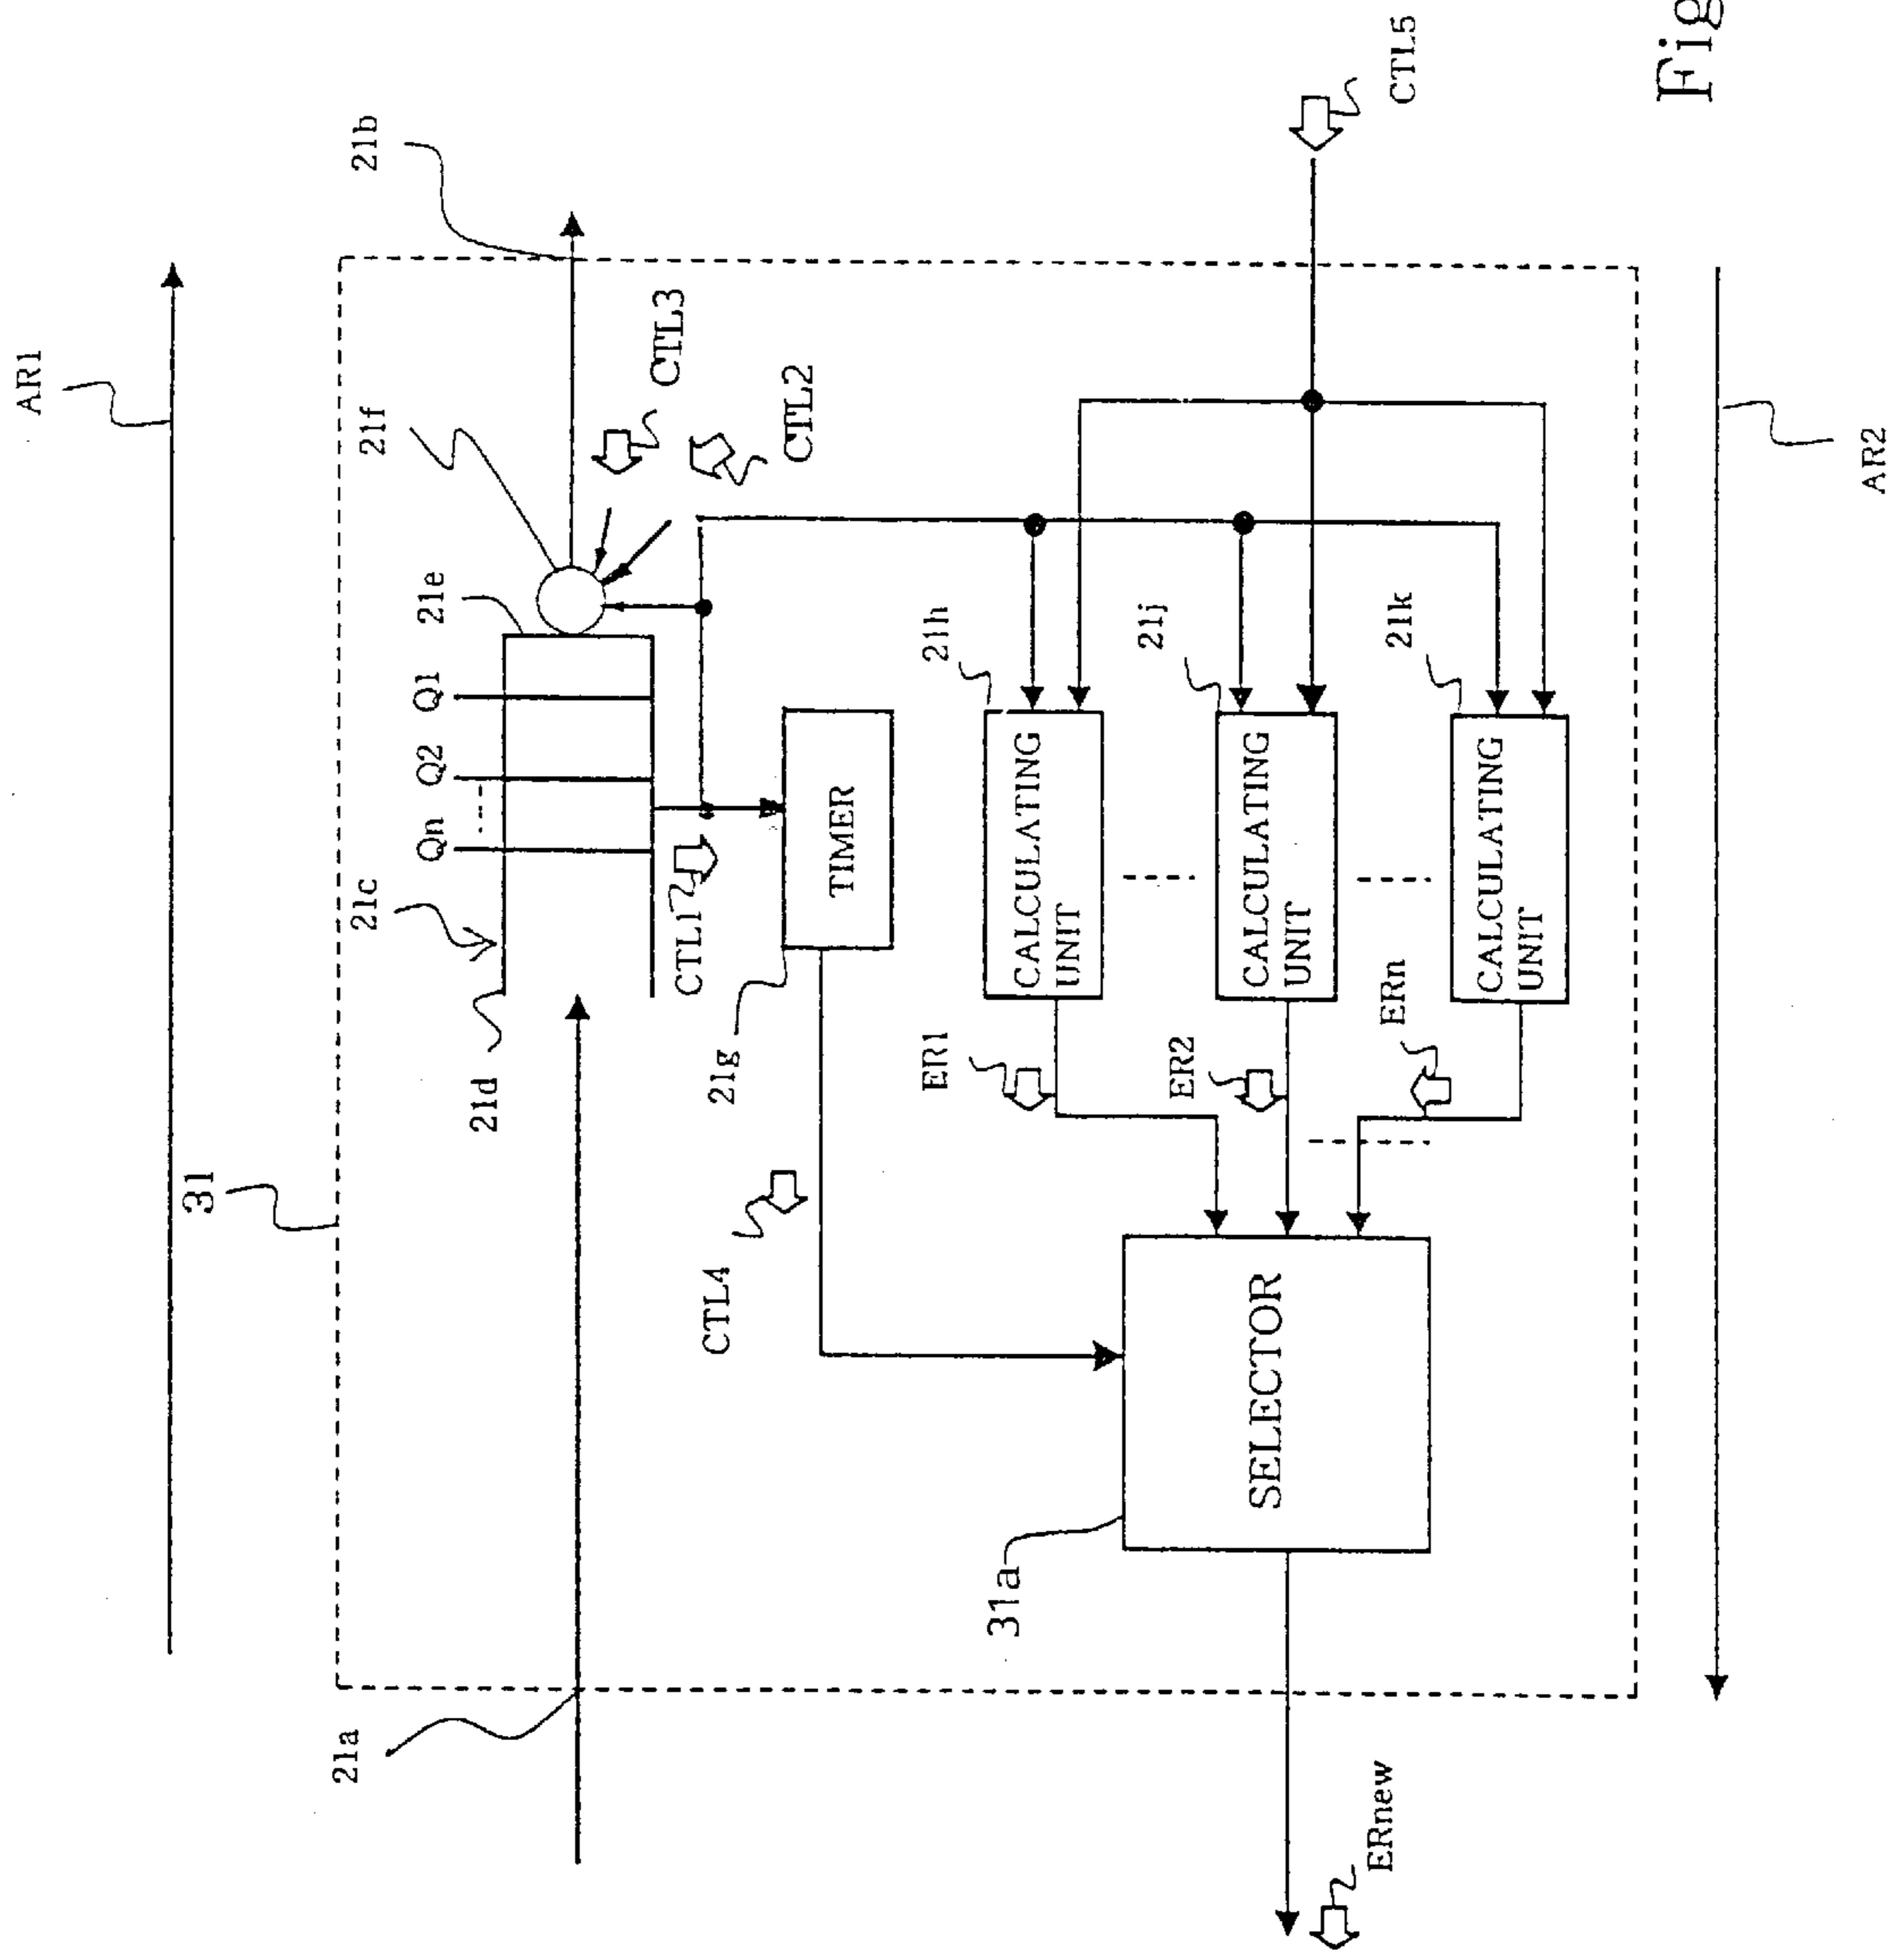 AR1
31
21a
21b
21c
21d
21e
21f
Qn
Q2
Q1
CTL3
CTL2
CTL1
TIMER
21g
CTL4
CALCULATING
UNIT
21h
CALCULATING
UNIT
21j
CALCULATING
UNIT
21k
ER1
ER2
ERn
SELECTOR
31a
ERnew
CTL5
AR2
Fig